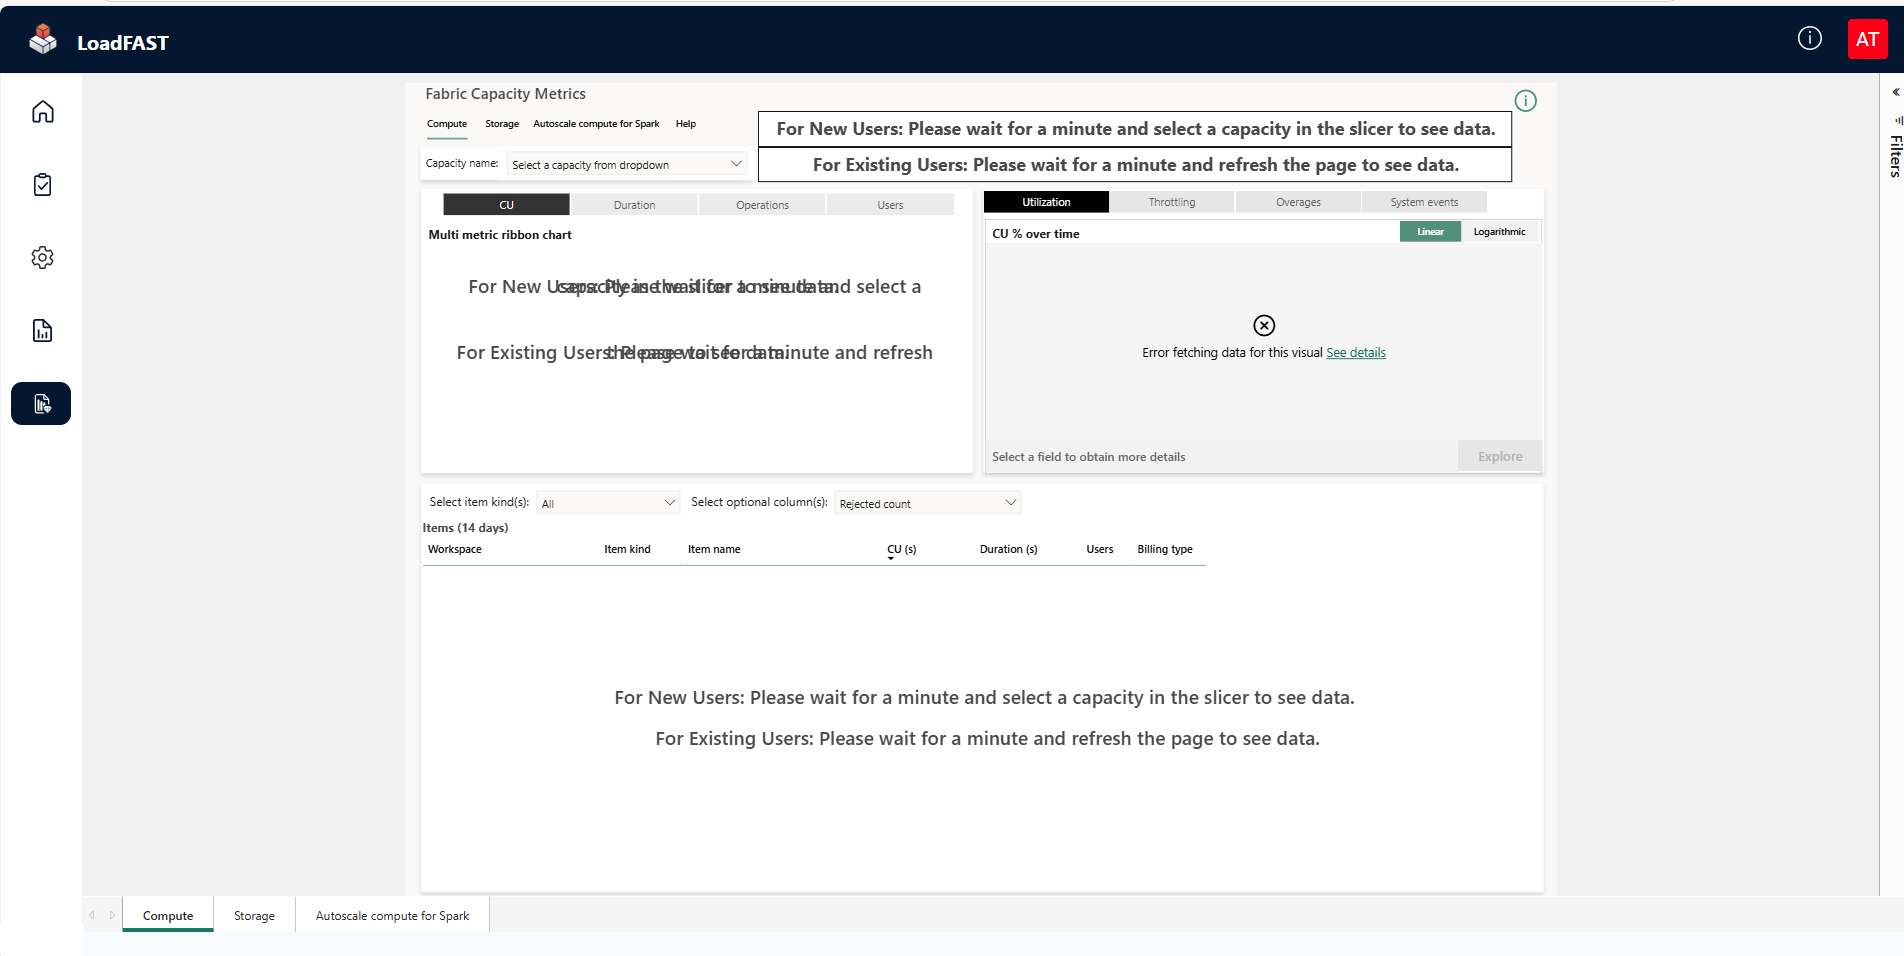 LoadFAST
AT
Fabric Capacity Metrics
Compute Storage Autoscale compute for Spark Help
For New Users: Please wait for a minute and select a capacity in the slicer to see data.
Capacity name: Select a capacity from dropdown
For Existing Users: Please wait for a minute and refresh the page to see data.
Filters
CU Duration Operations Users
Multi metric ribbon chart
For New Users: Please wait for a minute and select a
capacity in the slicer to see data.
For Existing Users: Please wait for a minute and refresh
the page to see data.
Utilization Throttling Overages System events
CU % over time
Linear Logarithmic
Error fetching data for this visual See details
Select a field to obtain more details
Explore
Select item kind(s): All Select optional column(s): Rejected count
Items (14 days)
Workspace Item kind Item name CU (s) Duration (s) Users Billing type
For New Users: Please wait for a minute and select a capacity in the slicer to see data.
For Existing Users: Please wait for a minute and refresh the page to see data.
Compute Storage Autoscale compute for Spark